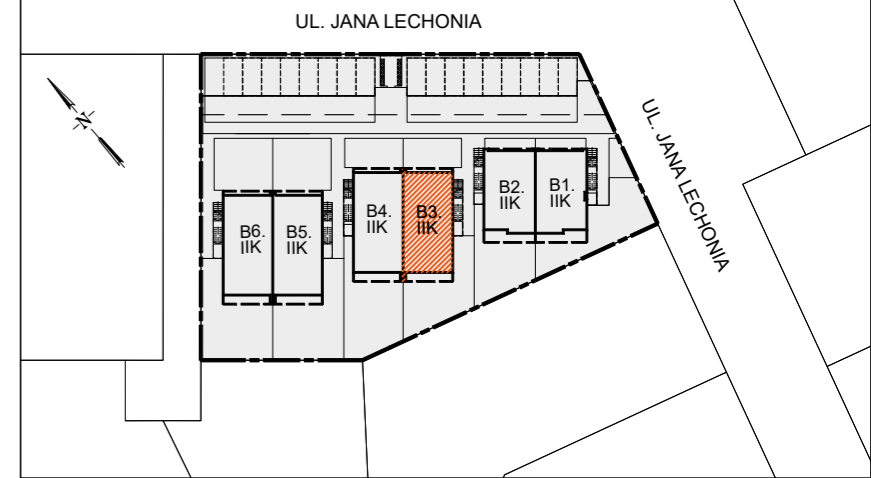 UL. JANA LECHONIA
UL. JANA LECHONIA
N
B6.
IIK
B5.
IIK
B4.
IIK
B3.
IIK
B2.
IIK
B1.
IIK